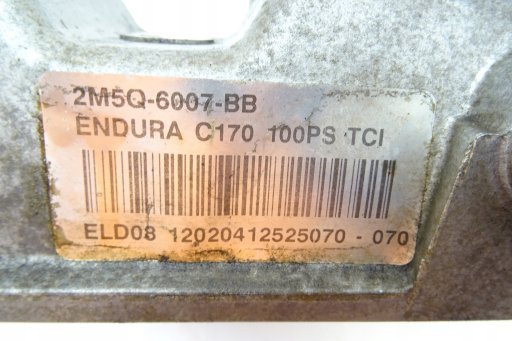 2M5Q-6007-BB
ENDURA C170 100PS TCI
ELD08 12020412525070 - 070